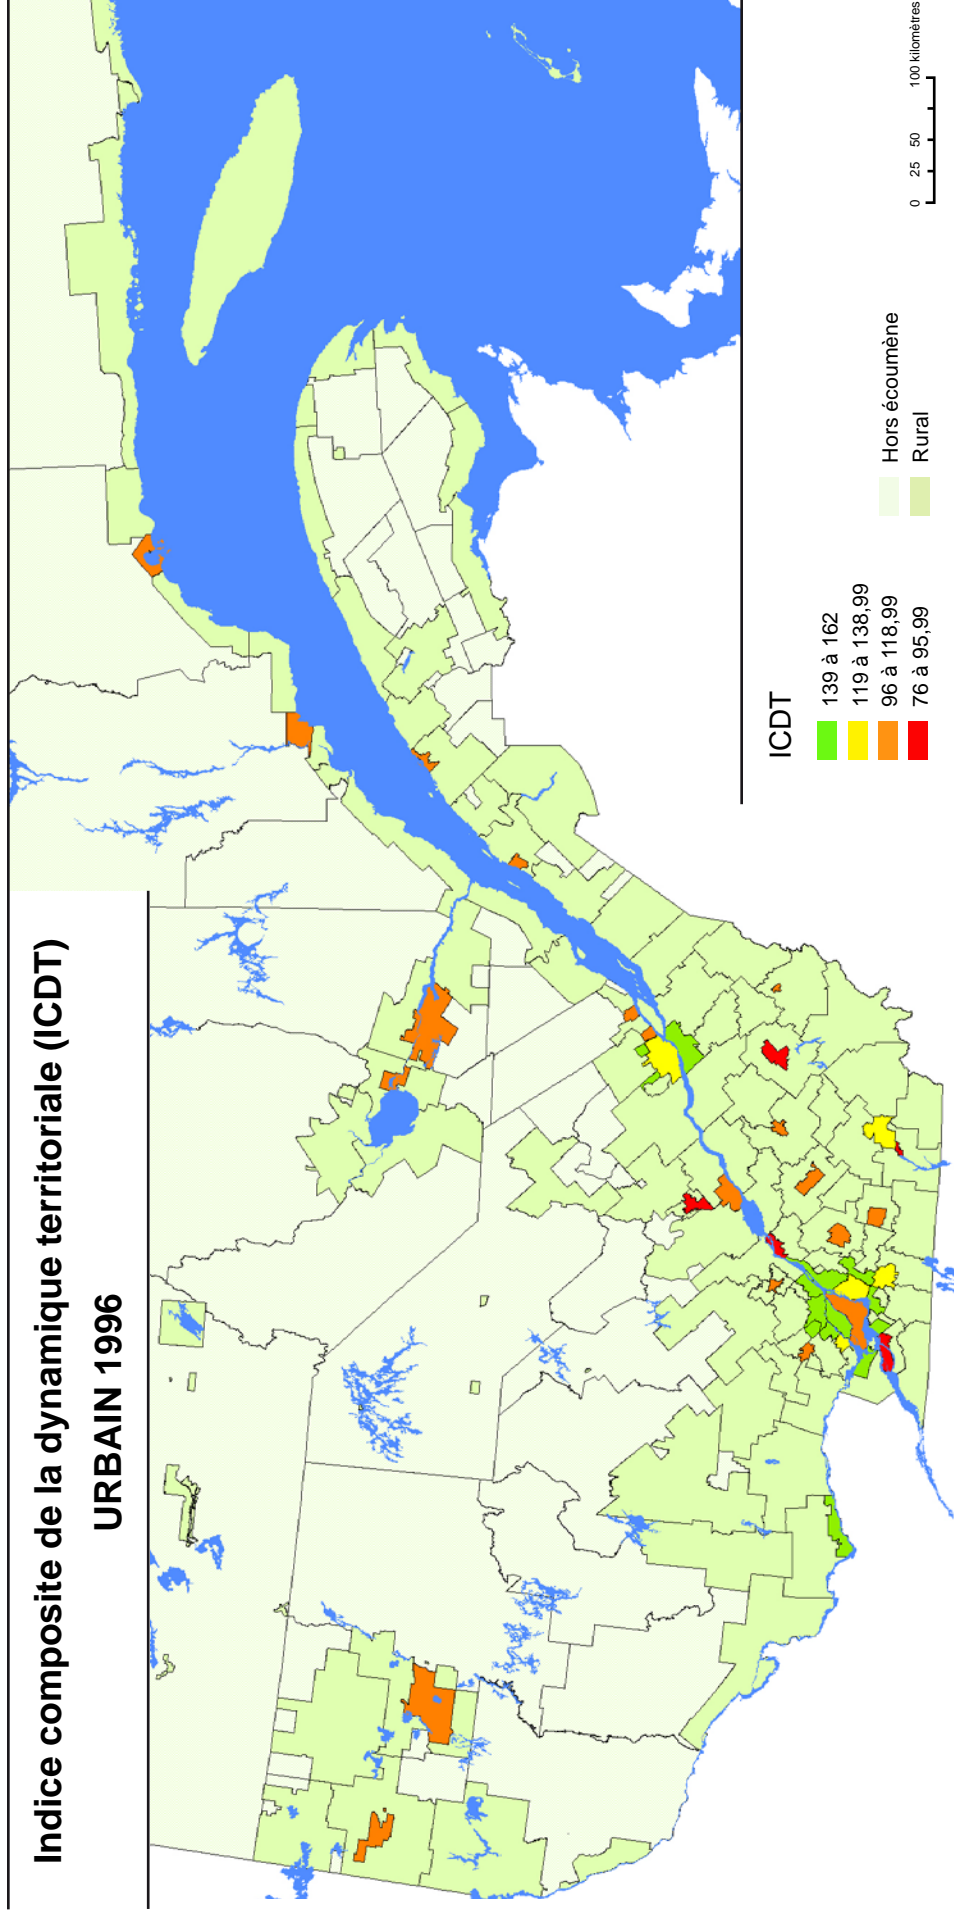 Indice composite de la dynamique territoriale (ICDT)
URBAIN 1996
ICDT
139 à 162
119 à 138,99
96 à 118,99
76 à 95,99
Hors écoumène
Rural
0 25 50 100 kilomètres